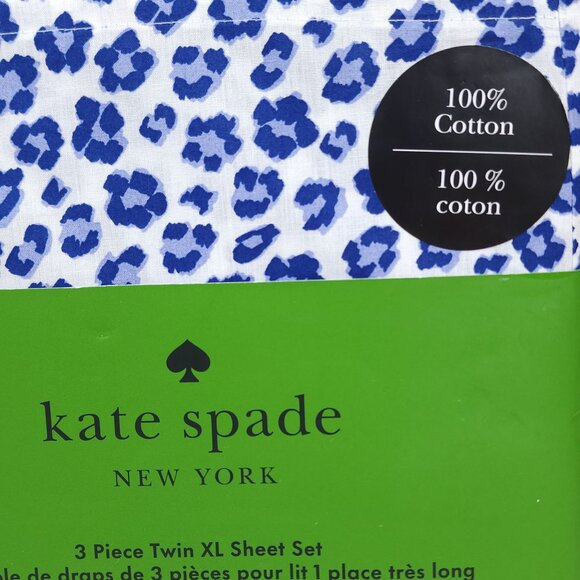 100%
Cotton
100 %
coton
kate spade
NEW YORK
3 Piece Twin XL Sheet Set
de draps de 3 pièces pour lit 1 place très long